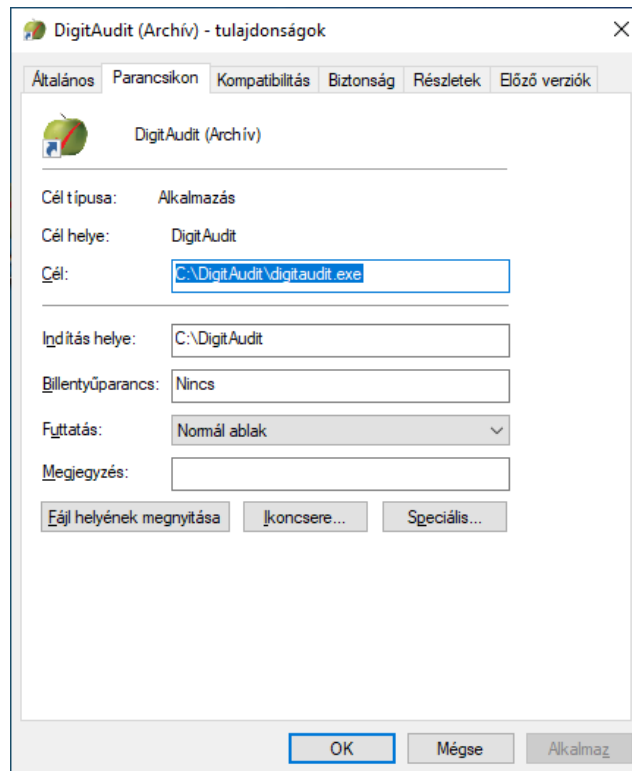 DigitAudit (Archív) - tulajdonságok
Általános Parancsikon Kompatibilitás Biztonság Részletek Előző verziók
DigitAudit (Archív)
Cél típusa: Alkalmazás
Cél helye: DigitAudit
Cél: C:\DigitAudit\digitaudit.exe
Indítás helye: C:\DigitAudit
Billentyűparancs: Nincs
Futtatás: Normál ablak
Megjegyzés:
Fájl helyének megnyitása Ikoncsere... Speciális...
OK Mégse Alkalmaz